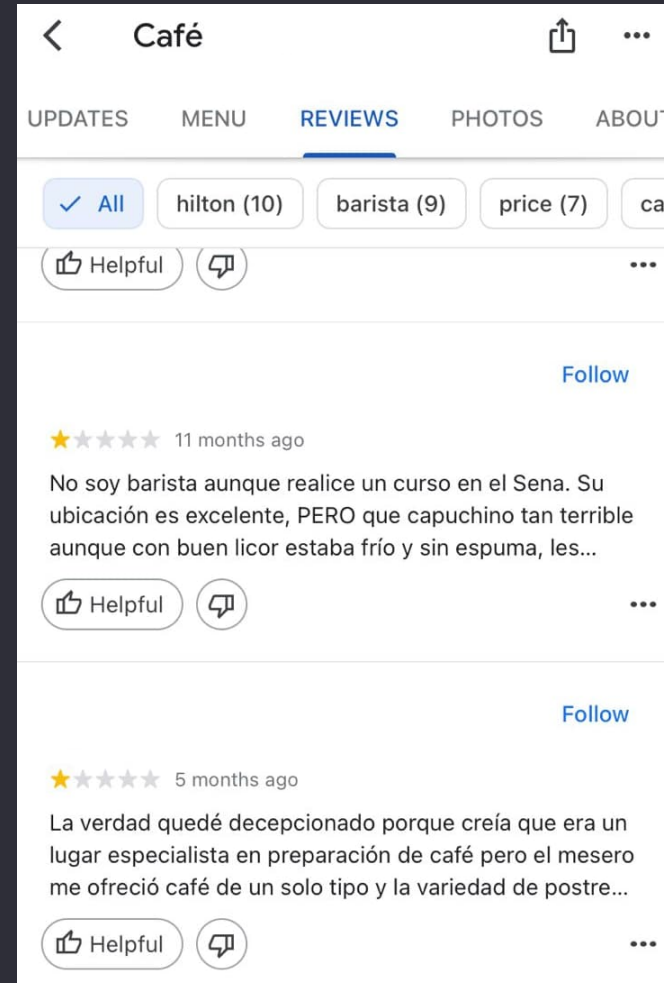 Café
UPDATES MENU REVIEWS PHOTOS ABOU
All hilton (10) barista (9) price (7) ca
Helpful
Follow
11 months ago
No soy barista aunque realice un curso en el Sena. Su
ubicación es excelente, PERO que capuchino tan terrible
aunque con buen licor estaba frío y sin espuma, les...
Helpful
Follow
5 months ago
La verdad quedé decepcionado porque creía que era un
lugar especialista en preparación de café pero el mesero
me ofreció café de un solo tipo y la variedad de postre...
Helpful